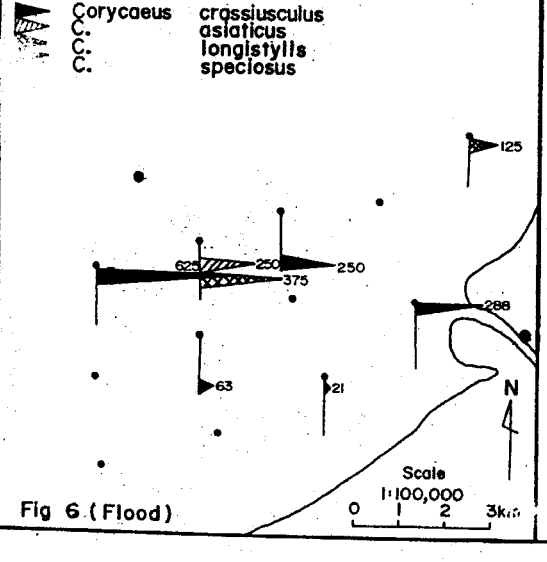 Corycaeus crassiusculus
C. asiaticus
C. longistylis
C. speciosus
125
625
250
250
375
288
63
21
N
Scale
1:100,000
0 1 2 3km
Fig 6 (Flood)